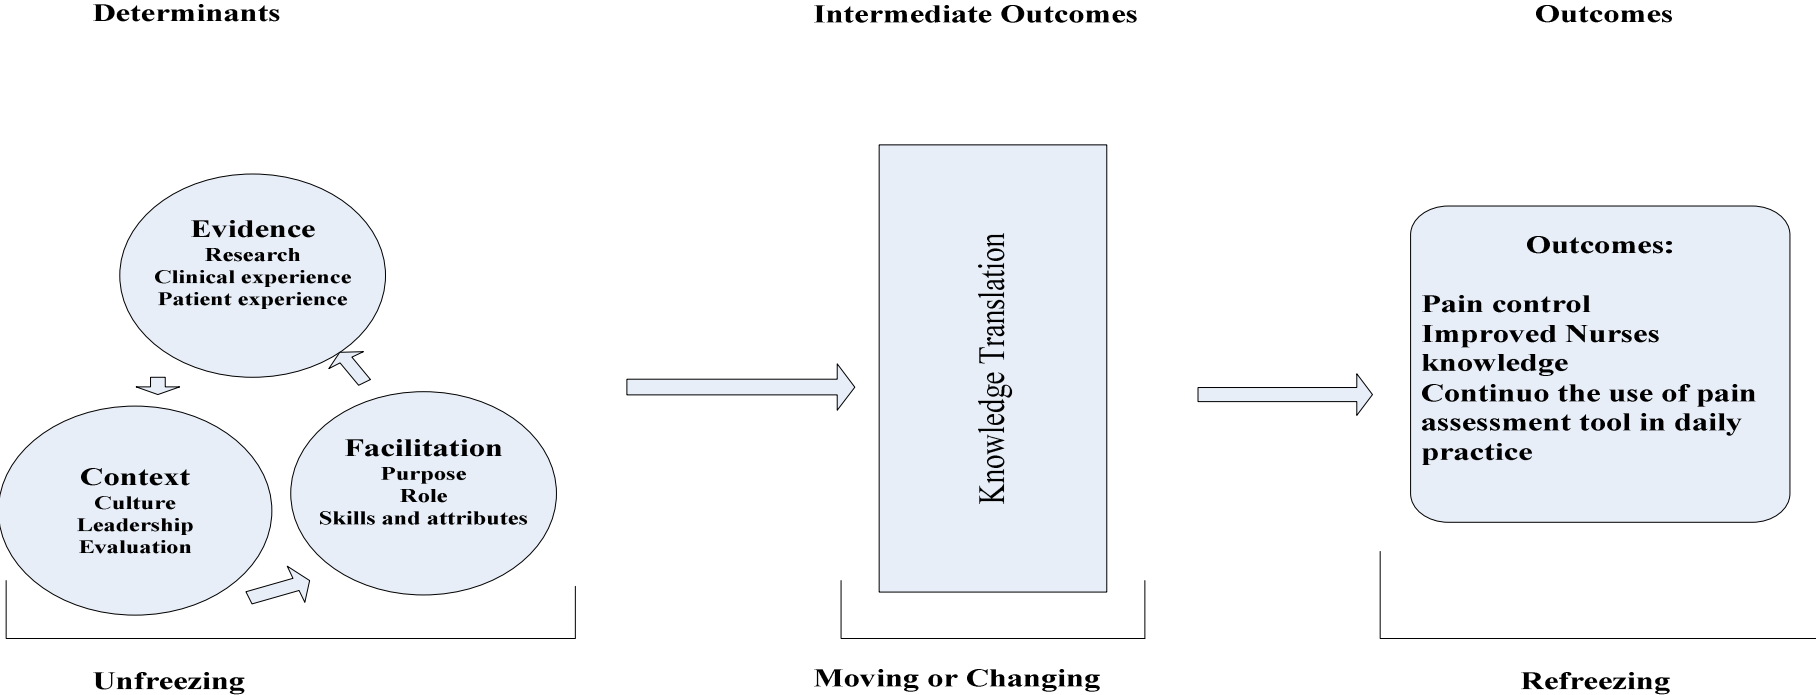 Determinants
Intermediate Outcomes
Outcomes
Evidence
Research
Clinical experience
Patient experience
Context
Culture
Leadership
Evaluation
Facilitation
Purpose
Role
Skills and attributes
Knowledge Translation
Outcomes:
Pain control
Improved Nurses
knowledge
Continuo the use of pain
assessment tool in daily
practice
Unfreezing
Moving or Changing
Refreezing